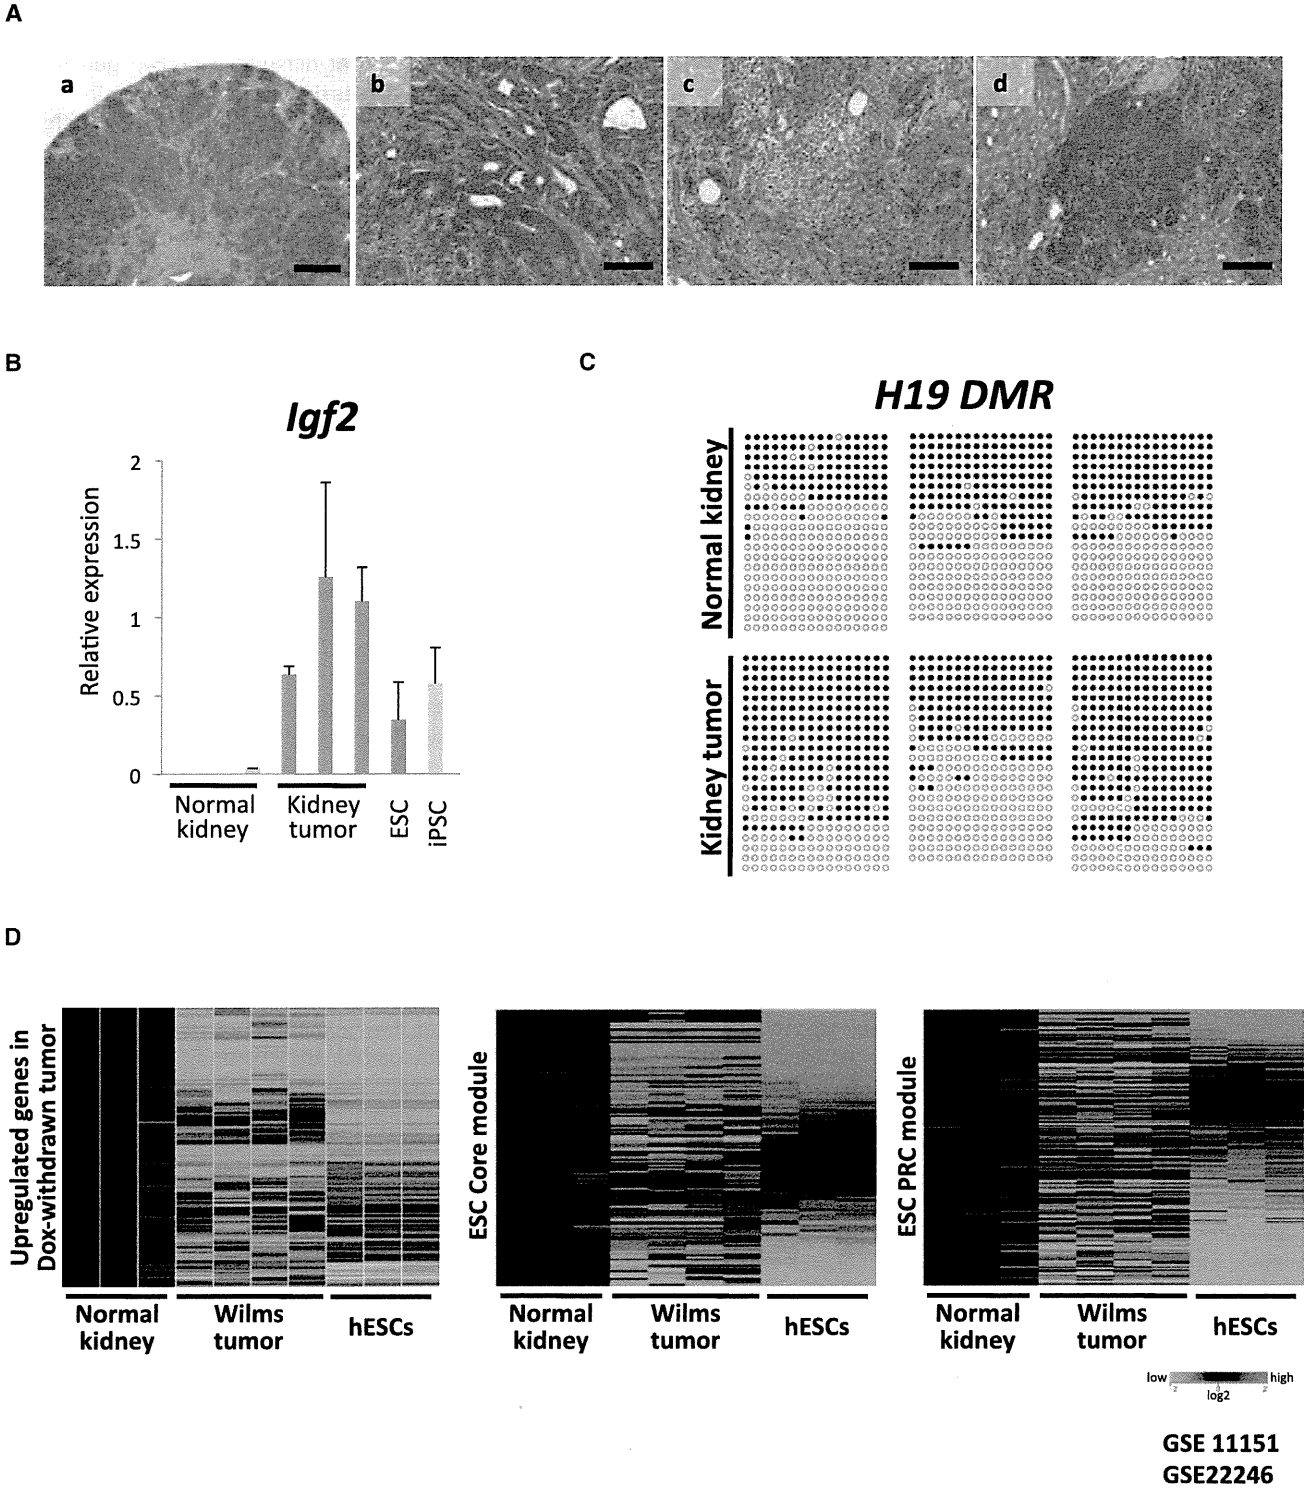 A
a
b
c
d
B
C
Igf2
Relative expression
2
1.5
1
0.5
0
Normal
kidney
Kidney
tumor
ESC
iPSC
H19 DMR
Normal kidney
Kidney tumor
D
Upregulated genes in
Dox-withdrawn tumor
Normal
kidney
Wilms
tumor
hESCs
ESC Core module
Normal
kidney
Wilms
tumor
hESCs
ESC PRC module
Normal
kidney
Wilms
tumor
hESCs
low
high
log2
GSE 11151
GSE22246